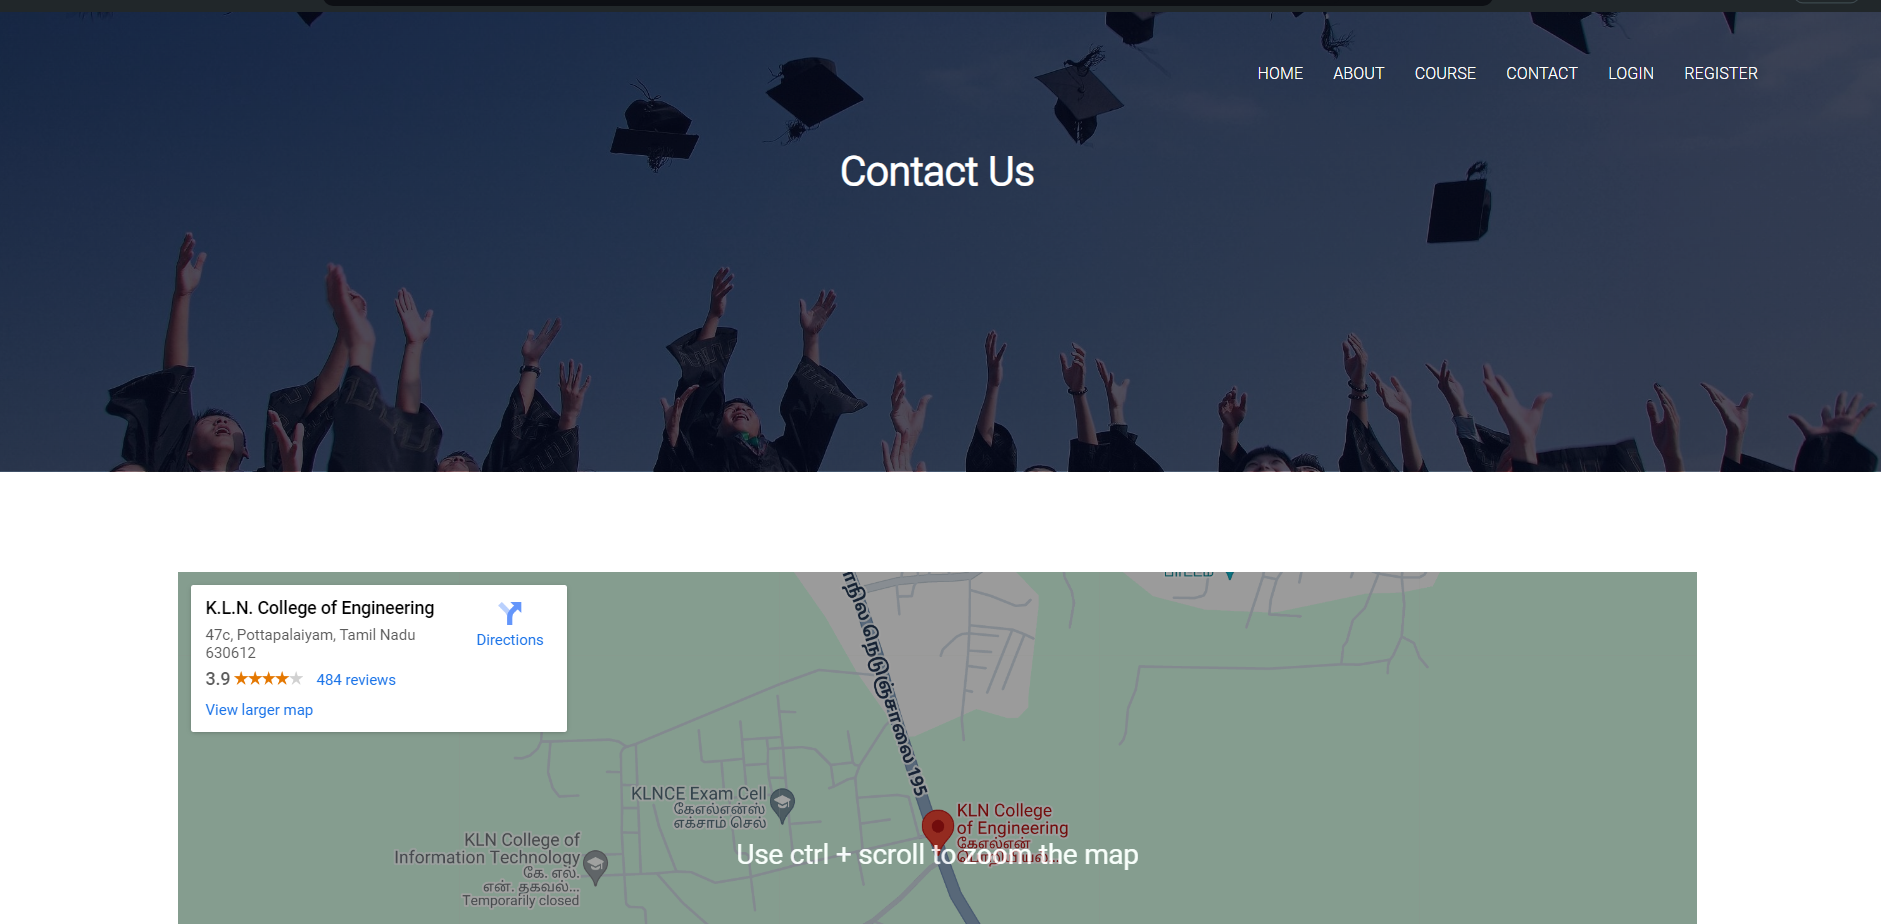 HOME ABOUT COURSE CONTACT LOGIN REGISTER
Contact Us
K.L.N. College of Engineering
Directions
47c, Pottapalaiyam, Tamil Nadu
630612
3.9
484 reviews
View larger map
மாநில நெடுஞ்சாலை 195
KLNCE Exam Cell
கேஎல்என்ஸ்
எக்சாம் செல்
KLN College
of Engineering
கேஎல்என்
KLN College of
Information Technology
கே. எல்.
என். தகவல்...
Temporarily closed
Use ctrl + scroll to zoom the map